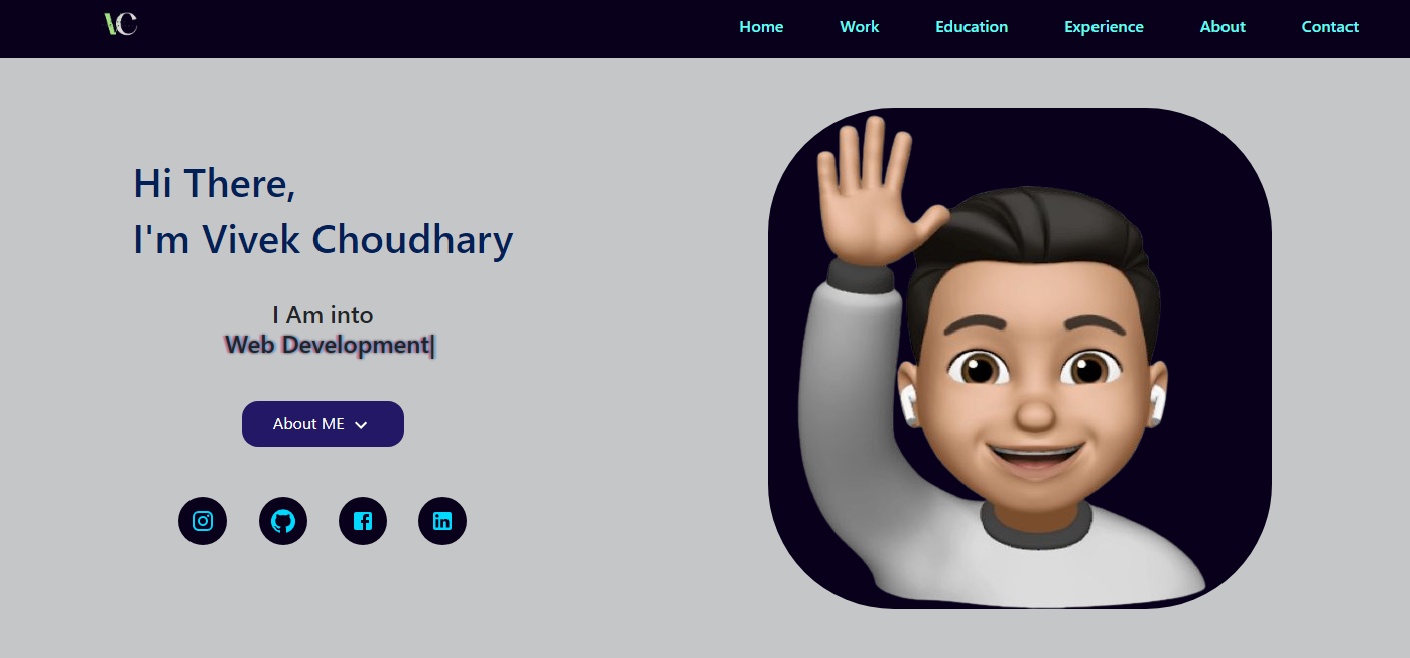 VC
Home Work Education Experience About Contact
Hi There,
I'm Vivek Choudhary
I Am into
Web Development|
About ME